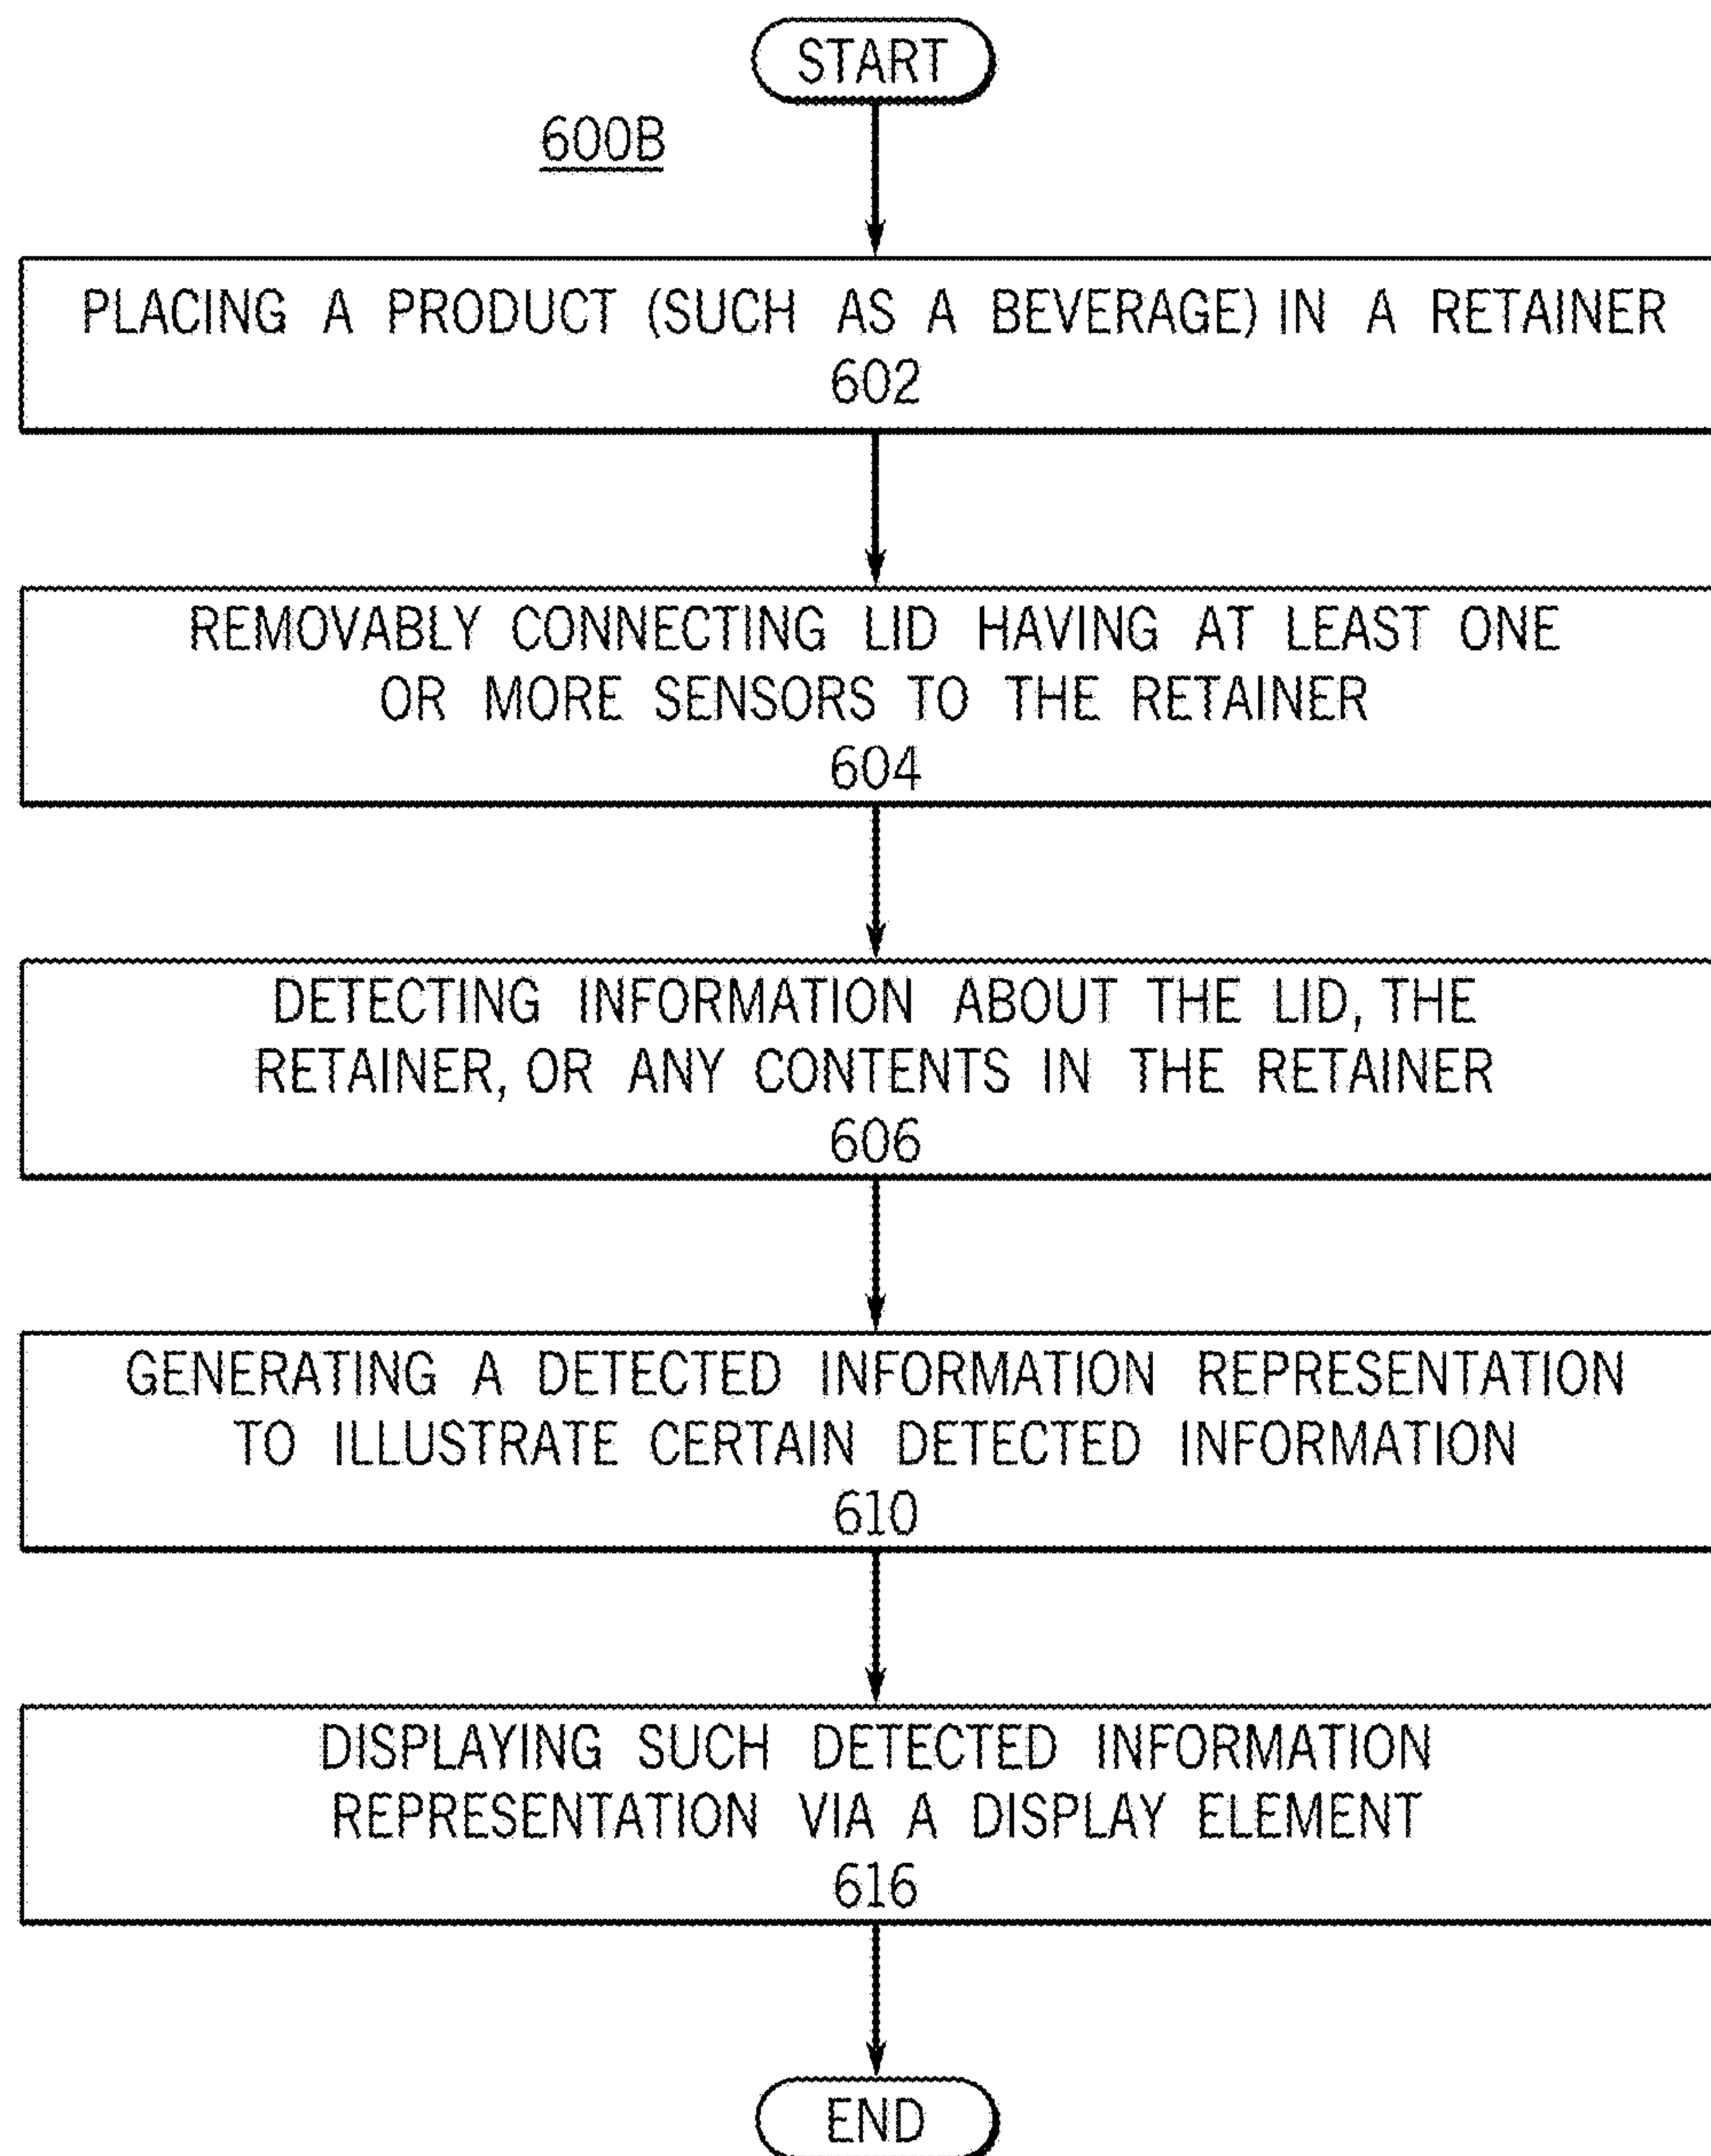 START
600B
PLACING A PRODUCT (SUCH AS A BEVERAGE) IN A RETAINER
602
REMOVABLY CONNECTING LID HAVING AT LEAST ONE
OR MORE SENSORS TO THE RETAINER
604
DETECTING INFORMATION ABOUT THE LID, THE
RETAINER, OR ANY CONTENTS IN THE RETAINER
606
GENERATING A DETECTED INFORMATION REPRESENTATION
TO ILLUSTRATE CERTAIN DETECTED INFORMATION
610
DISPLAYING SUCH DETECTED INFORMATION
REPRESENTATION VIA A DISPLAY ELEMENT
616
END